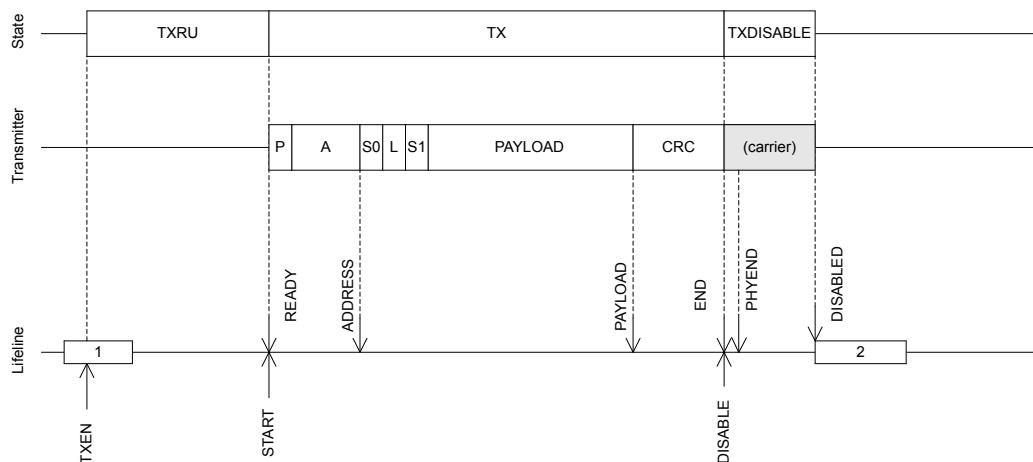 State
TXRU
TX
TXDISABLE
Transmitter
P
A
S0
L
S1
PAYLOAD
CRC
(carrier)
READY
ADDRESS
PAYLOAD
END
PHYEND
DISABLED
Lifeline
1
2
TXEN
START
DISABLE